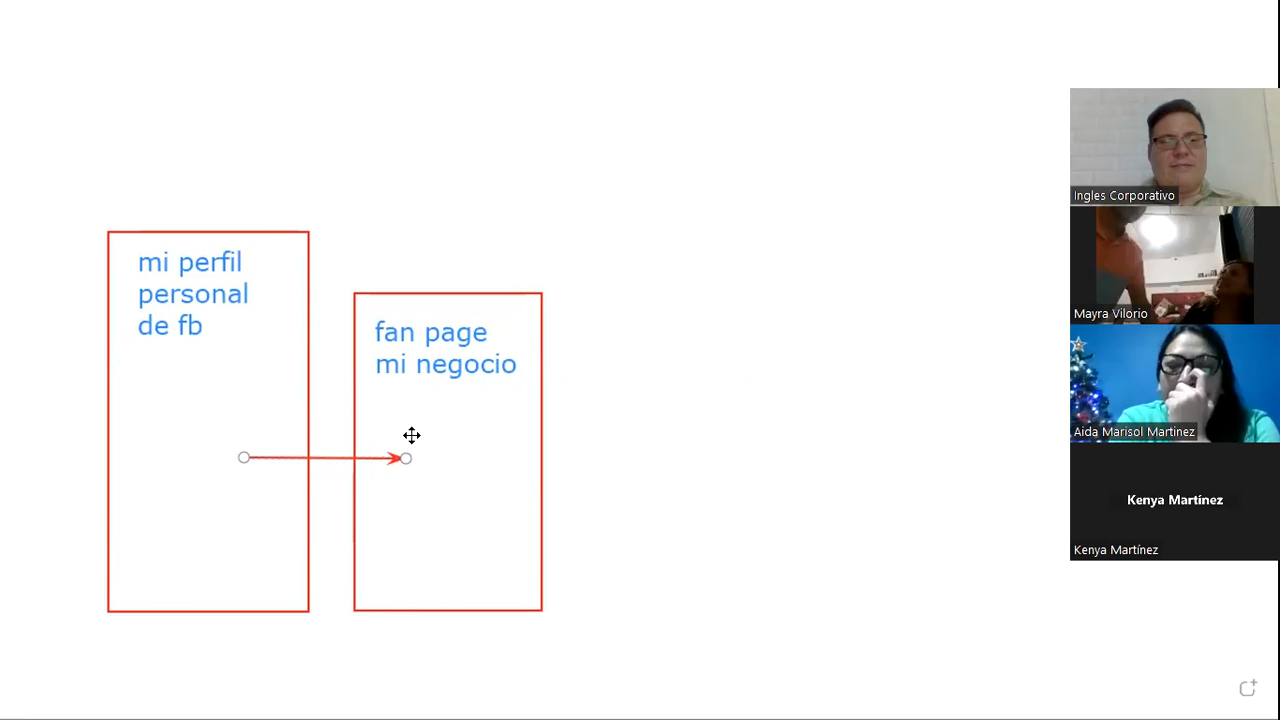 mi perfil
personal
de fb
fan page
mi negocio
Ingles Corporativo
Mayra Vilorio
Aida Marisol Martinez
Kenya Martínez
Kenya Martínez